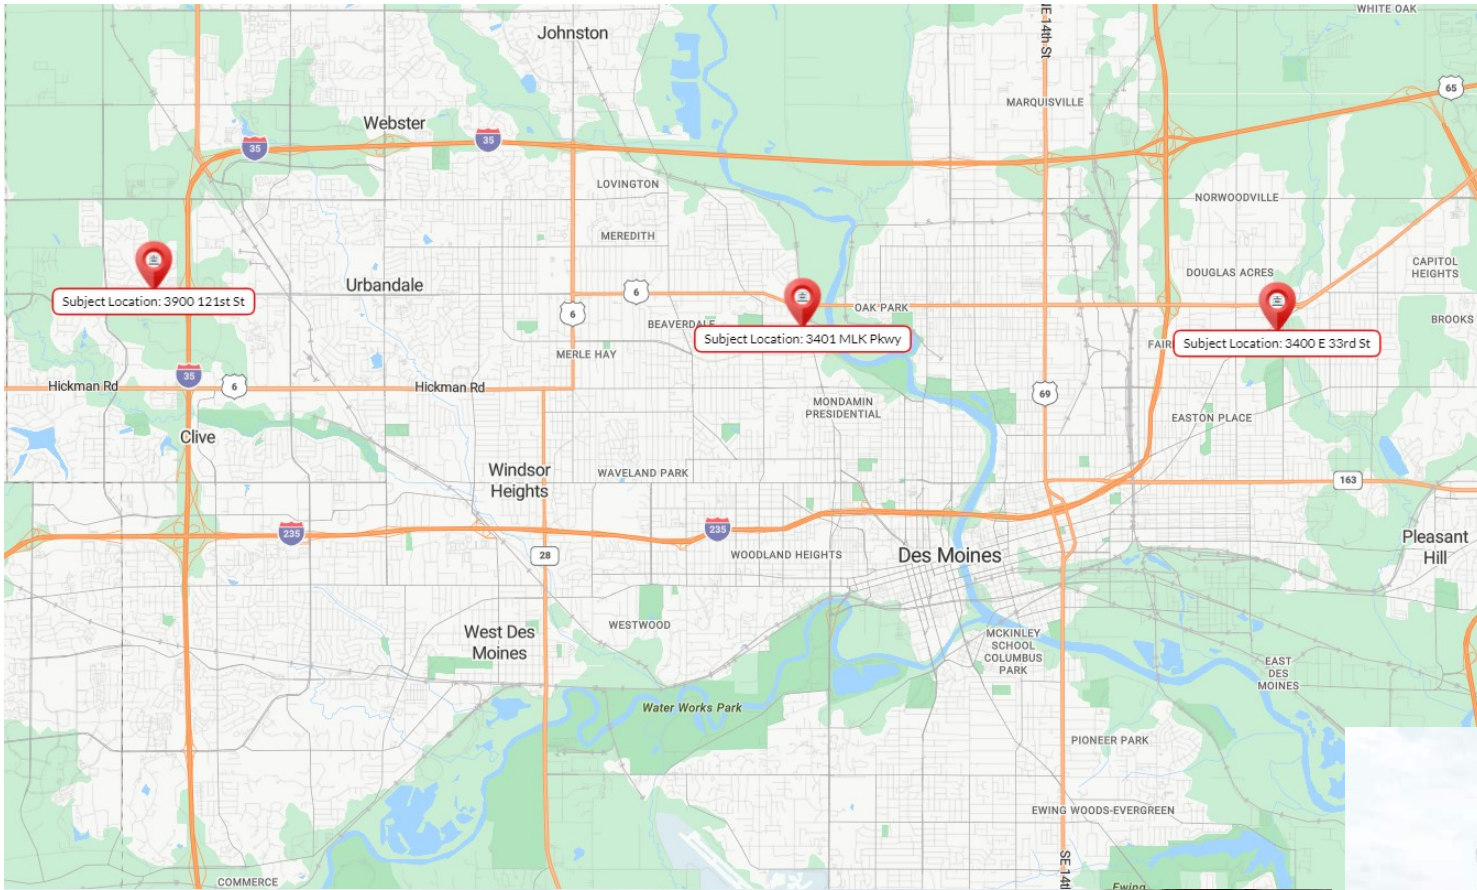 WHITE OAK
Johnston
NE 14th St
65
MARQUISVILLE
Webster
35
35
LOVINGTON
NORWOODVILLE
MEREDITH
CAPITOL
HEIGHTS
DOUGLAS ACRES
Urbandale
Subject Location: 3900 121st St
6
6
OAK PARK
BEAVERDALE
BROOKS
Subject Location: 3401 MLK Pkwy
Subject Location: 3400 E 33rd St
MERLE HAY
35
6
Hickman Rd
Hickman Rd
69
MONDAMIN
PRESIDENTIAL
EASTON PLACE
Clive
Windsor
Heights
WAVELAND PARK
163
235
235
28
WOODLAND HEIGHTS
Des Moines
Pleasant
Hill
WESTWOOD
West Des
Moines
MCKINLEY
SCHOOL
COLUMBUS
PARK
EAST
DES
MOINES
Water Works Park
PIONEER PARK
EWING WOODS-EVERGREEN
SE 14th
COMMERCE
Ewing